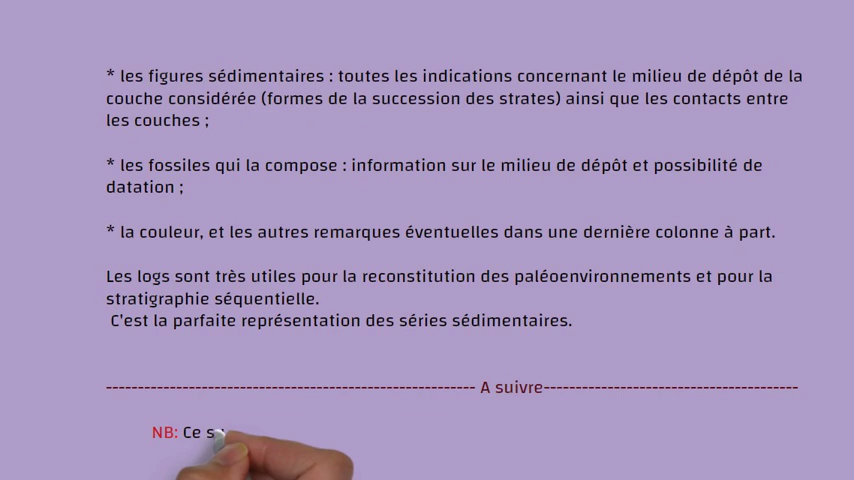 * les figures sédimentaires : toutes les indications concernant le milieu de dépôt de la
couche considérée (formes de la succession des strates) ainsi que les contacts entre
les couches ;
* les fossiles qui la compose : information sur le milieu de dépôt et possibilité de
datation ;
* la couleur, et les autres remarques éventuelles dans une dernière colonne à part.
Les logs sont très utiles pour la reconstitution des paléoenvironnements et pour la
stratigraphie séquentielle.
C'est la parfaite représentation des séries sédimentaires.
---------------------------------------------------------- A suivre----------------------------------------
NB: Ce